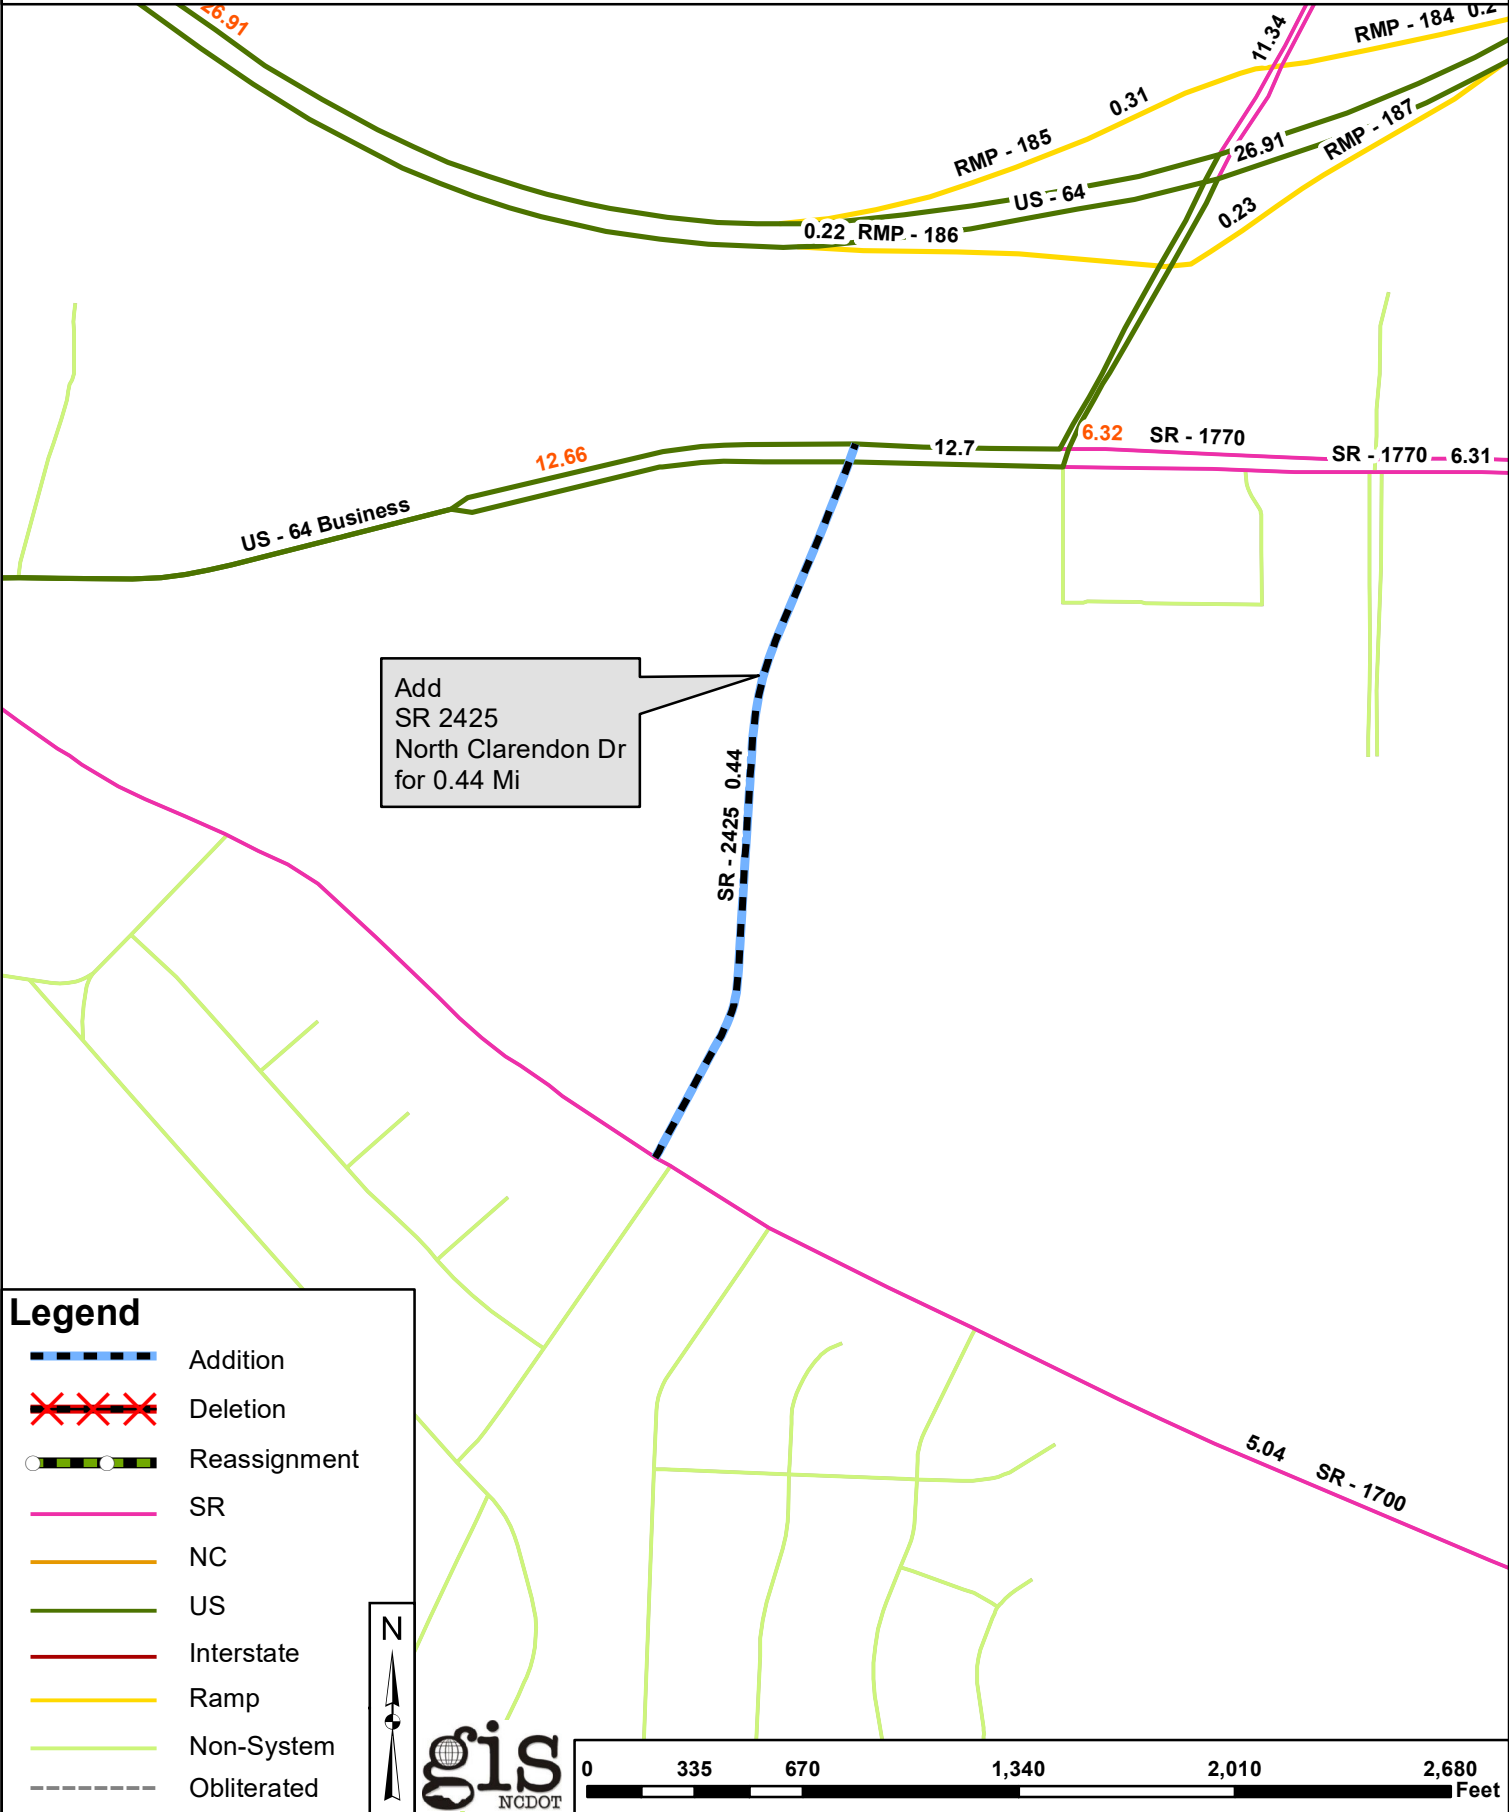 26.91
11.34
RMP - 184
0.2
0.31
RMP - 185
26.91
RMP - 187
US - 64
0.22 RMP - 186
0.23
12.66
12.7
6.32
SR - 1770
SR - 1770 6.31
US - 64 Business
Add
SR 2425
North Clarendon Dr
for 0.44 Mi
SR - 2425 0.44
5.04
SR - 1700
Legend
Addition
Deletion
Reassignment
SR
NC
US
Interstate
Ramp
Non-System
Obliterated
N
gis
NCDOT
0 335 670 1,340 2,010 2,680
Feet